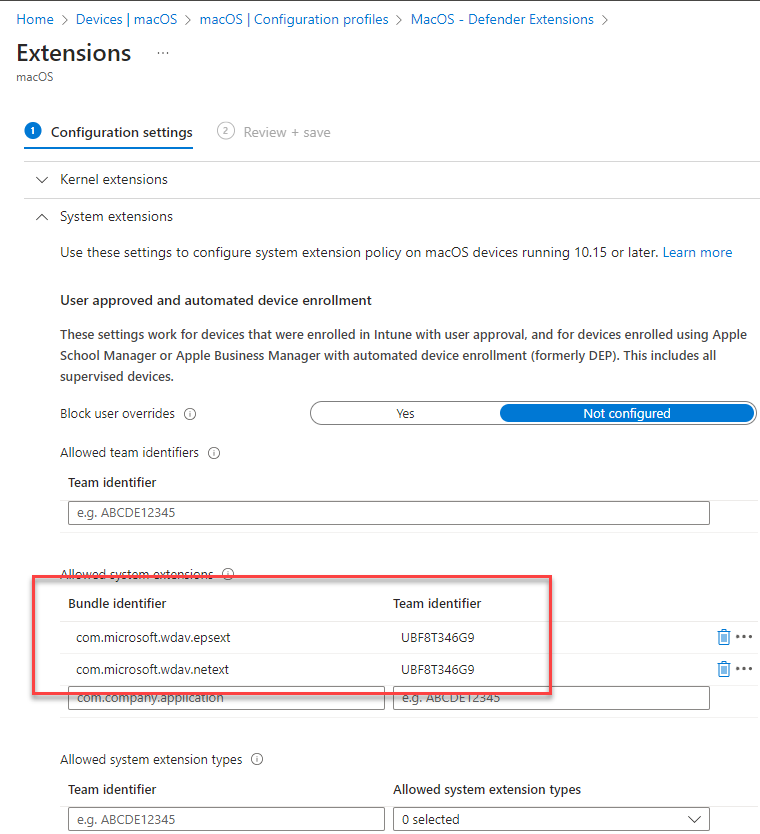 Home > Devices | macOS > macOS | Configuration profiles > MacOS - Defender Extensions >
Extensions ...
macOS
1 Configuration settings 2 Review + save
Kernel extensions
System extensions
Use these settings to configure system extension policy on macOS devices running 10.15 or later. Learn more
User approved and automated device enrollment
These settings work for devices that were enrolled in Intune with user approval, and for devices enrolled using Apple
School Manager or Apple Business Manager with automated device enrollment (formerly DEP). This includes all
supervised devices.
Block user overrides Yes Not configured
Allowed team identifiers
Team identifier
e.g. ABCDE12345
Allowed system extensions
Bundle identifier Team identifier
com.microsoft.wdav.epsext UBF8T346G9
com.microsoft.wdav.netext UBF8T346G9
com.company.application e.g. ABCDE12345
Allowed system extension types
Team identifier Allowed system extension types
e.g. ABCDE12345 0 selected